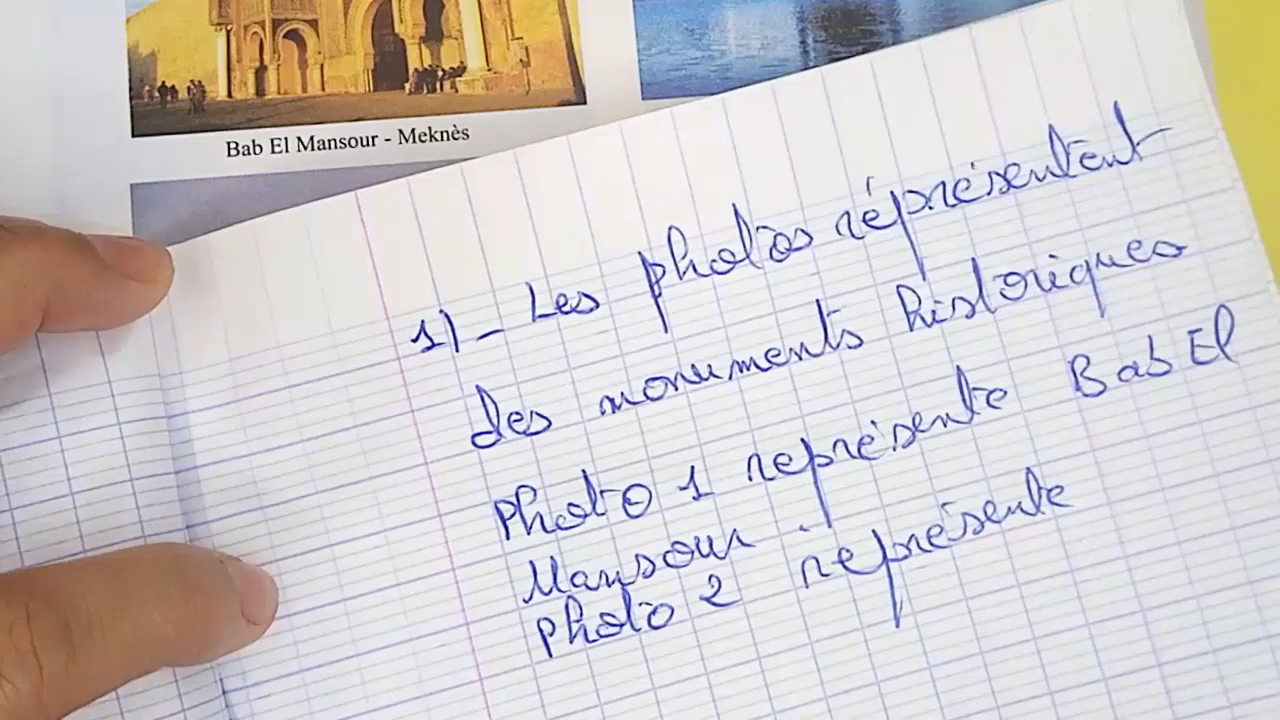 Bab El Mansour - Meknès
1)- Les photos réprésentent
des monuments historiques
Photo 1 représente Bab El
Mansour.
Photo 2 représente